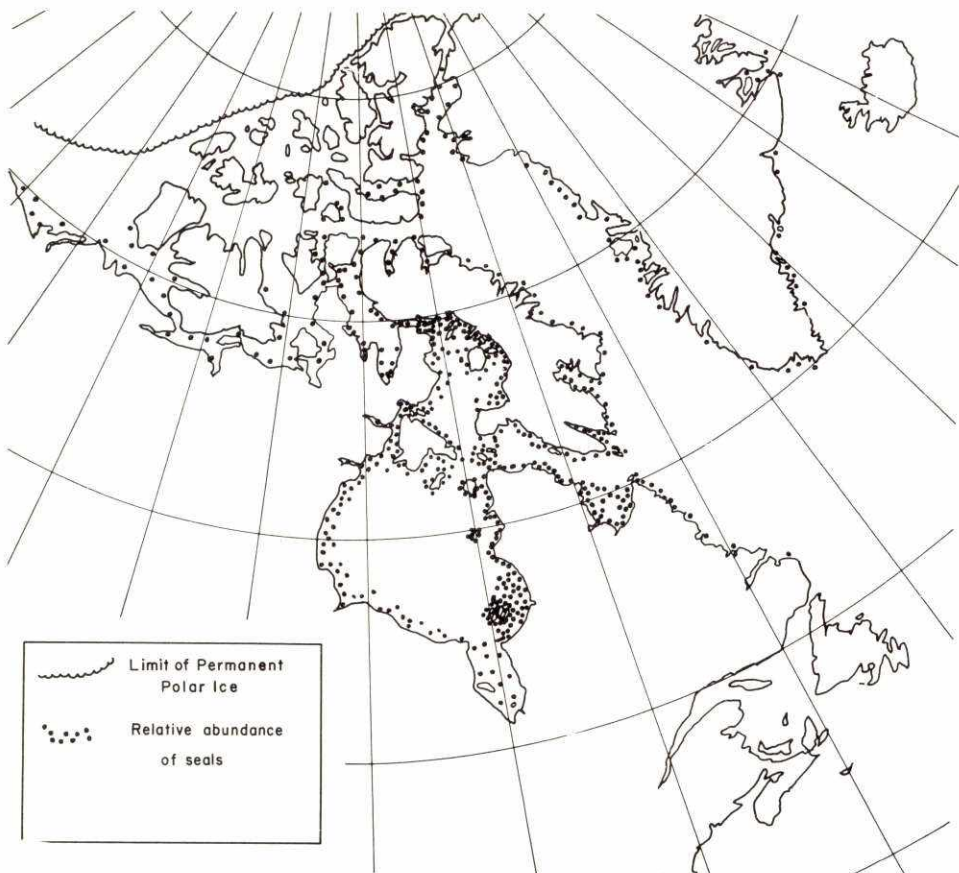 Limit of Permanent
Polar Ice
Relative abundance
of seals